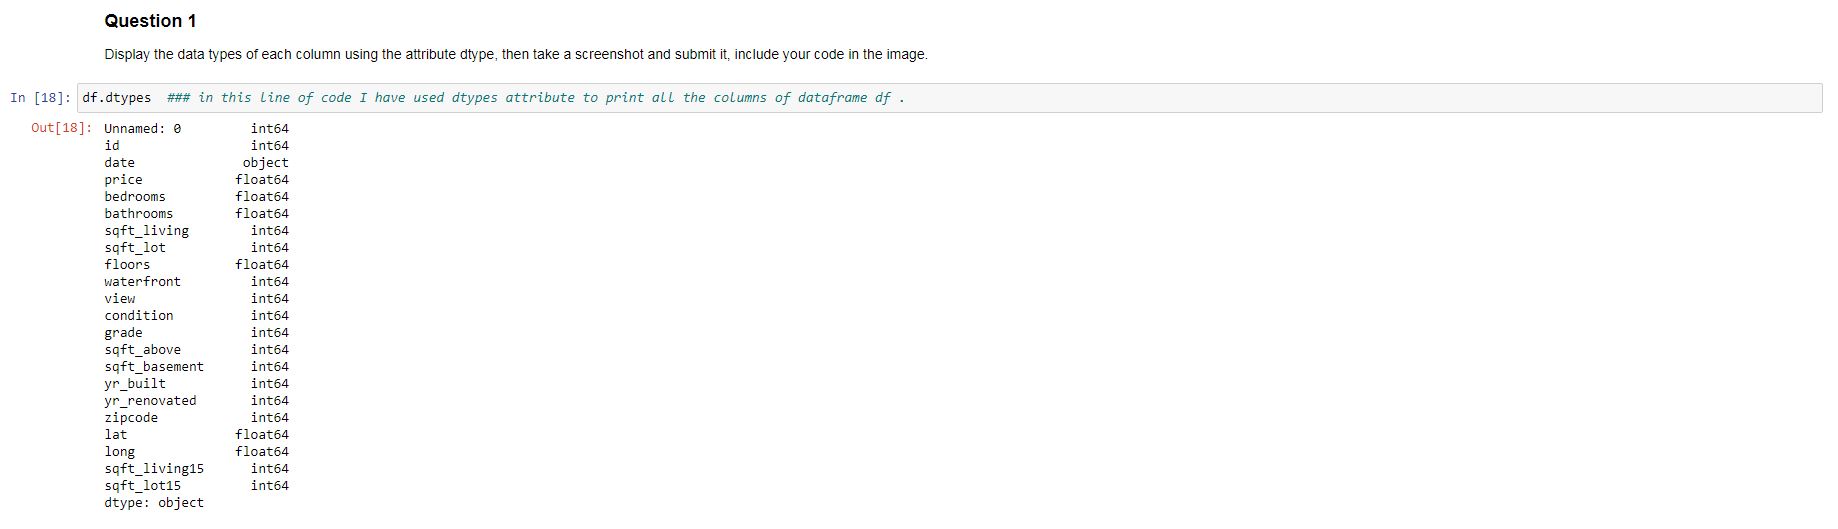 Question 1
Display the data types of each column using the attribute dtype, then take a screenshot and submit it, include your code in the image.
In [18]: df.dtypes  ### in this line of code I have used dtypes attribute to print all the columns of dataframe df .
Out[18]: Unnamed: 0         int64
id                 int64
date              object
price            float64
bedrooms         float64
bathrooms        float64
sqft_living        int64
sqft_lot           int64
floors           float64
waterfront         int64
view               int64
condition          int64
grade              int64
sqft_above         int64
sqft_basement      int64
yr_built           int64
yr_renovated       int64
zipcode            int64
lat              float64
long             float64
sqft_living15      int64
sqft_lot15         int64
dtype: object